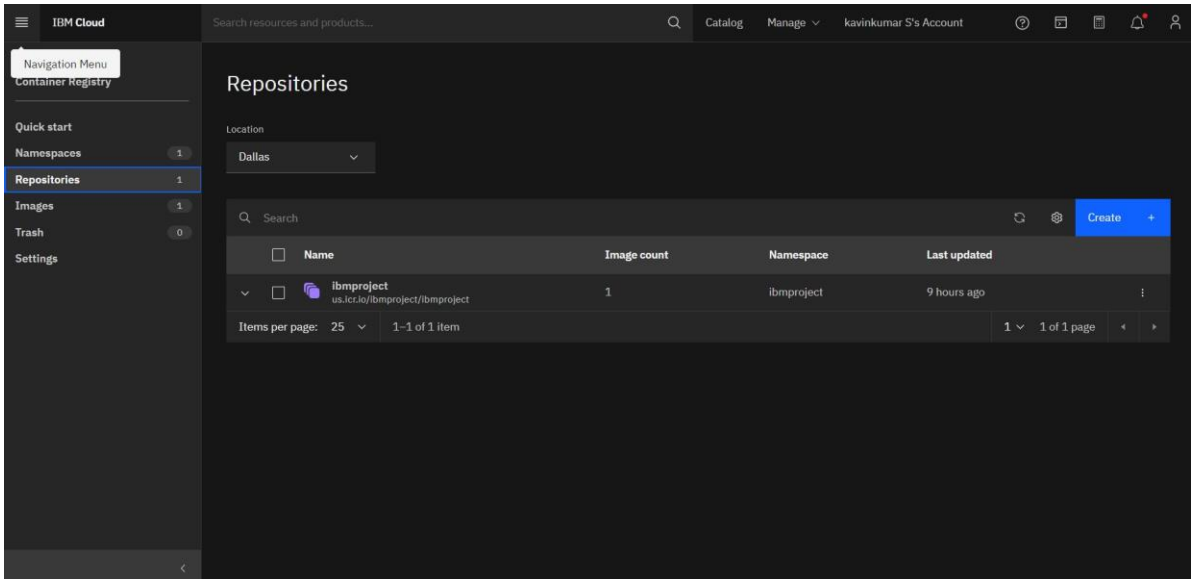 IBM Cloud
Search resources and products...
Catalog
Manage
kavinkumar S's Account
Navigation Menu
Container Registry
Quick start
Namespaces 1
Repositories 1
Images 1
Trash 0
Settings
Repositories
Location
Dallas
Search
Create +
Name Image count Namespace Last updated
ibmproject 1 ibmproject 9 hours ago
us.icr.io/ibmproject/ibmproject
Items per page: 25 1–1 of 1 item 1 1 of 1 page